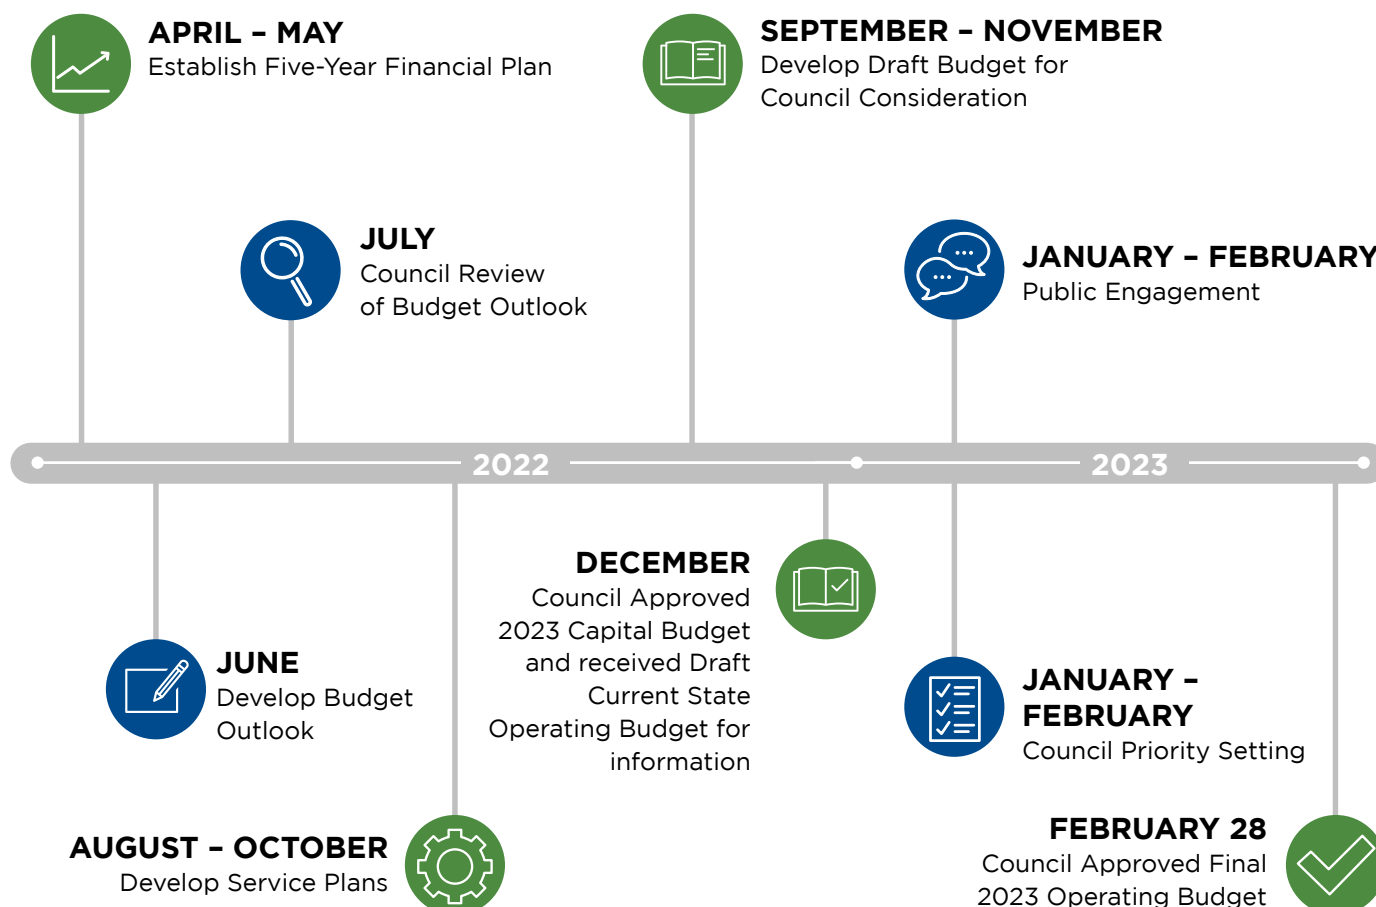 APRIL – MAY
Establish Five-Year Financial Plan
SEPTEMBER – NOVEMBER
Develop Draft Budget for
Council Consideration
JULY
Council Review
of Budget Outlook
JANUARY – FEBRUARY
Public Engagement
2022
2023
JUNE
Develop Budget
Outlook
DECEMBER
Council Approved
2023 Capital Budget
and received Draft
Current State
Operating Budget for
information
JANUARY –
FEBRUARY
Council Priority Setting
AUGUST – OCTOBER
Develop Service Plans
FEBRUARY 28
Council Approved Final
2023 Operating Budget